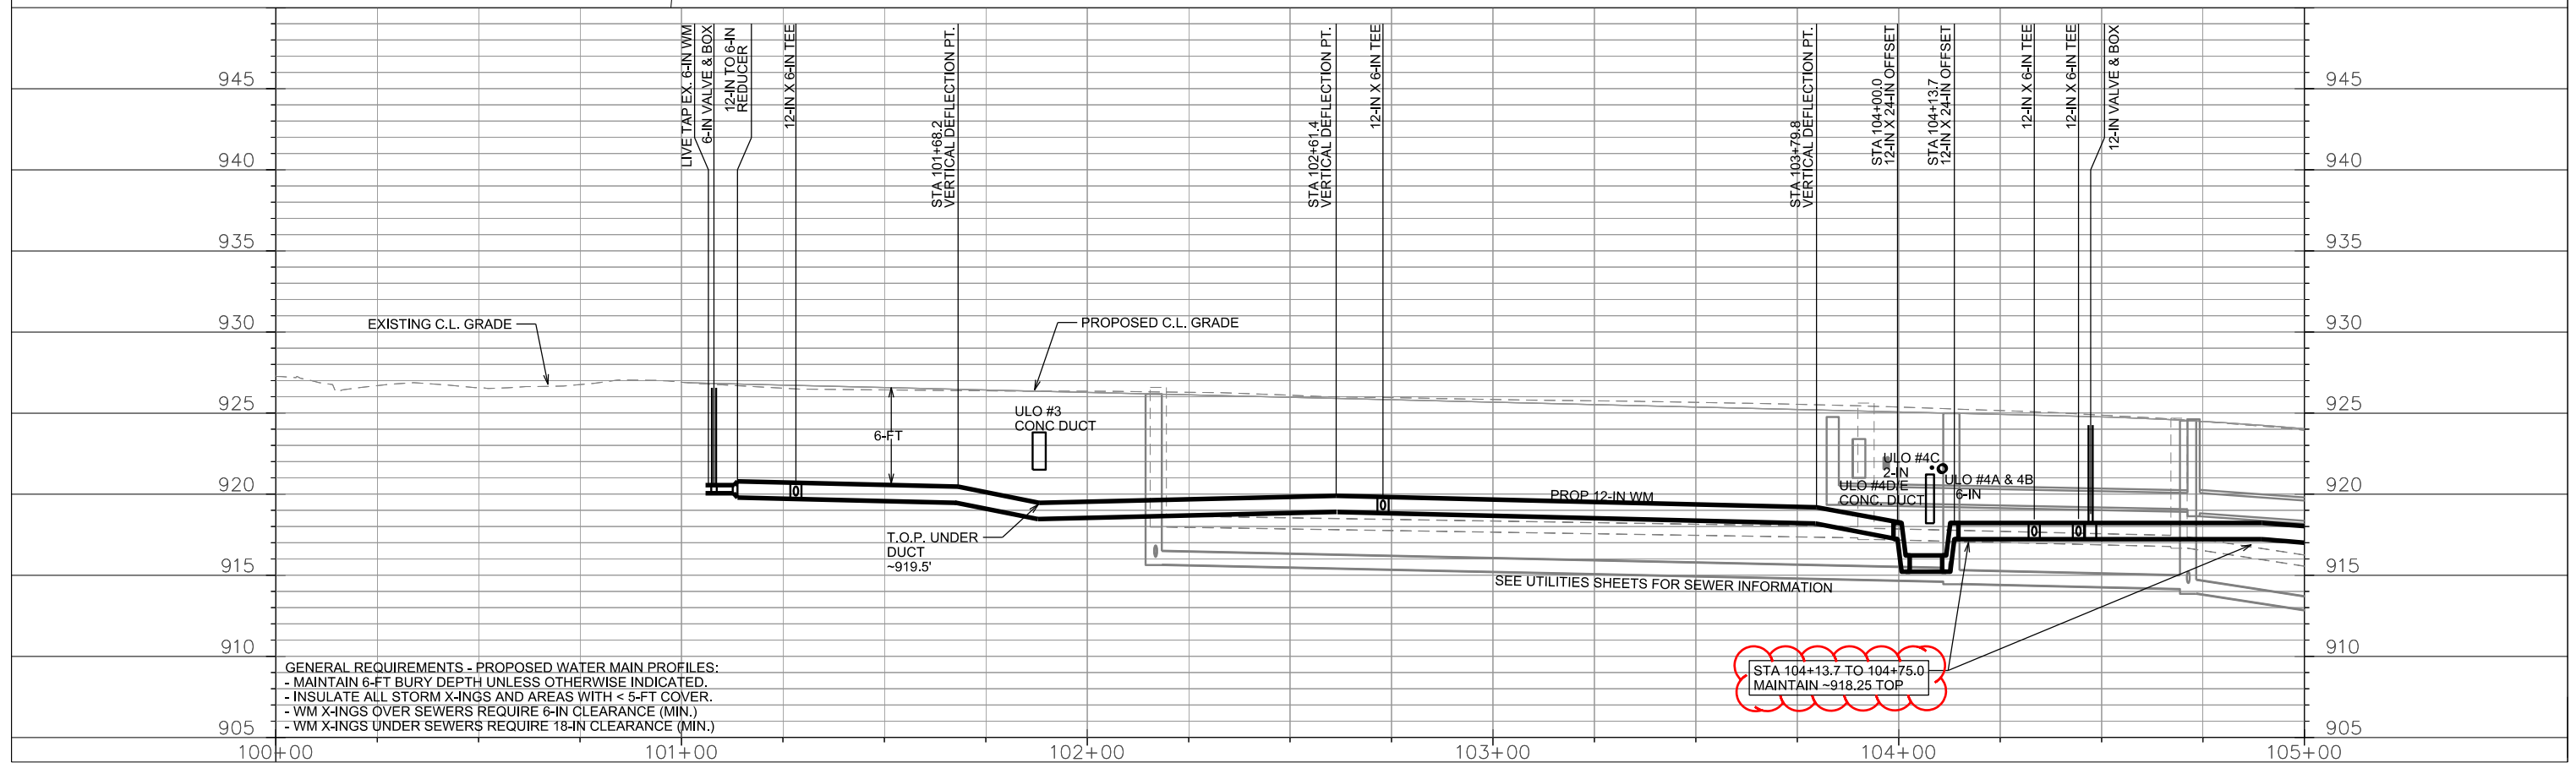 LIVE TAP EX. 6-IN WM
6-IN VALVE & BOX
12-IN TO 6-IN
REDUCER
12-IN X 6-IN TEE
STA 101+68.2
VERTICAL DEFLECTION PT.
STA 102+61.4
VERTICAL DEFLECTION PT.
12-IN X 6-IN TEE
STA 103+79.8
VERTICAL DEFLECTION PT.
STA 104+00.0
12-IN X 24-IN OFFSET
STA 104+13.7
12-IN X 24-IN OFFSET
12-IN X 6-IN TEE
12-IN X 6-IN TEE
12-IN VALVE & BOX
945
945
940
940
935
935
930
930
925
925
920
920
915
915
910
910
905
905
EXISTING C.L. GRADE
PROPOSED C.L. GRADE
6-FT
ULO #3
CONC DUCT
T.O.P. UNDER
DUCT
~919.5'
PROP 12-IN WM
ULO #4C
2-IN
ULO #4D/E
CONC. DUCT
ULO #4A & 4B
6-IN
SEE UTILITIES SHEETS FOR SEWER INFORMATION
STA 104+13.7 TO 104+75.0
MAINTAIN ~918.25 TOP
GENERAL REQUIREMENTS - PROPOSED WATER MAIN PROFILES:
- MAINTAIN 6-FT BURY DEPTH UNLESS OTHERWISE INDICATED.
- INSULATE ALL STORM X-INGS AND AREAS WITH < 5-FT COVER.
- WM X-INGS OVER SEWERS REQUIRE 6-IN CLEARANCE (MIN.)
- WM X-INGS UNDER SEWERS REQUIRE 18-IN CLEARANCE (MIN.)
100+00
101+00
102+00
103+00
104+00
105+00